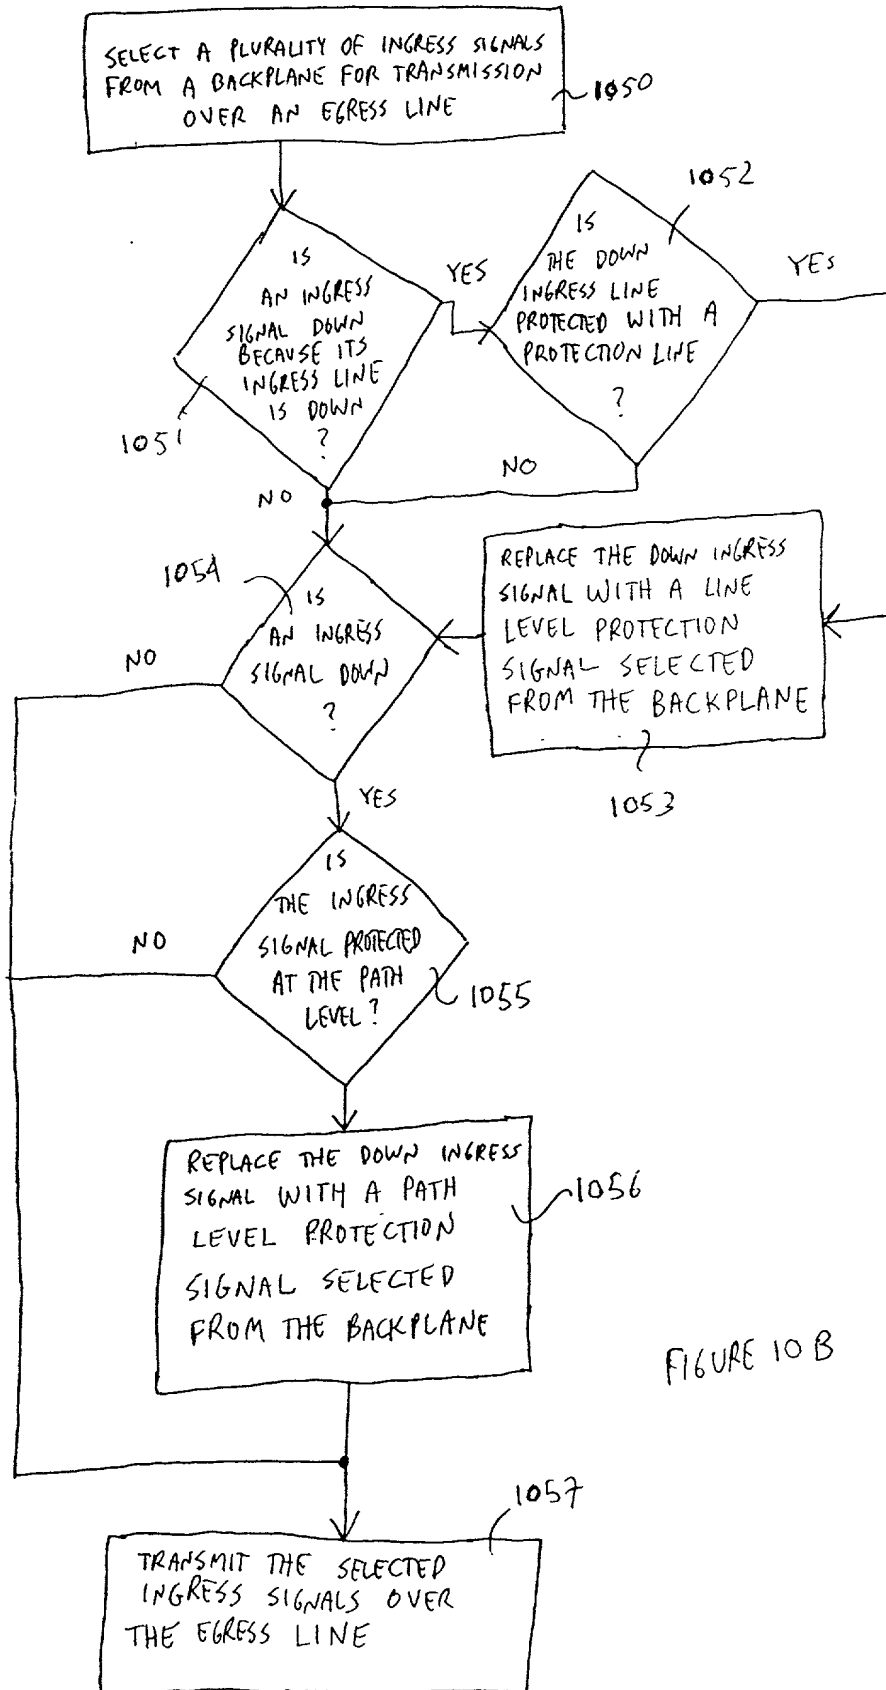 SELECT A PLURALITY OF INGRESS SIGNALS
FROM A BACKPLANE FOR TRANSMISSION
OVER AN EGRESS LINE
1050
IS
AN INGRESS
SIGNAL DOWN
BECAUSE ITS
INGRESS LINE
IS DOWN
?
1051
YES
NO
IS
THE DOWN
INGRESS LINE
PROTECTED WITH A
PROTECTION LINE
?
1052
YES
NO
REPLACE THE DOWN INGRESS
SIGNAL WITH A LINE
LEVEL PROTECTION
SIGNAL SELECTED
FROM THE BACKPLANE
1053
1054
IS
AN INGRESS
SIGNAL DOWN
?
NO
YES
IS
THE INGRESS
SIGNAL PROTECTED
AT THE PATH
LEVEL?
1055
NO
REPLACE THE DOWN INGRESS
SIGNAL WITH A PATH
LEVEL PROTECTION
SIGNAL SELECTED
FROM THE BACKPLANE
1056
FIGURE 10B
1057
TRANSMIT THE SELECTED
INGRESS SIGNALS OVER
THE EGRESS LINE